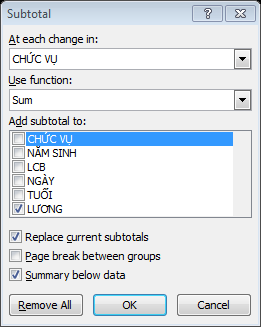 Subtotal
At each change in:
CHỨC VỤ
Use function:
Sum
Add subtotal to:
CHỨC VỤ
NĂM SINH
LCB
NGÀY
TUỔI
LƯƠNG
Replace current subtotals
Page break between groups
Summary below data
Remove All OK Cancel